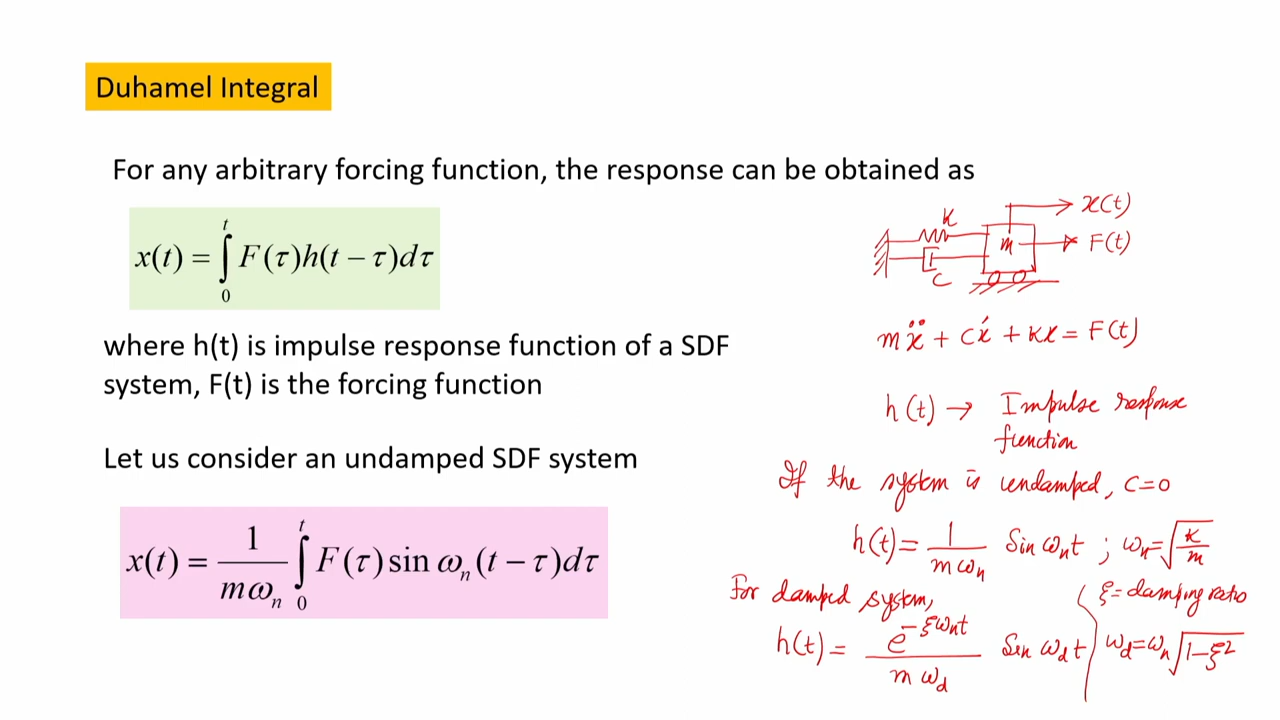 Duhamel Integral
For any arbitrary forcing function, the response can be obtained as
x(t) = ∫₀ᵗ F(τ)h(t − τ)dτ
where h(t) is impulse response function of a SDF
system, F(t) is the forcing function
Let us consider an undamped SDF system
x(t) = 1/(mωₙ) ∫₀ᵗ F(τ) sin ωₙ (t − τ)dτ
x(t)
K
m
F(t)
C
mẍ + cẋ + Kx = F(t)
h(t) → Impulse response
function
If the system is undamped, C=0
h(t) = 1/(mωₙ) Sin ωₙt ; ωₙ=√(K/m)
For damped system,
ξ = damping ratio
h(t) = e^(−ξωₙt)/(m ω_d) Sin ω_d t
ω_d=ωₙ√(1−ξ²)